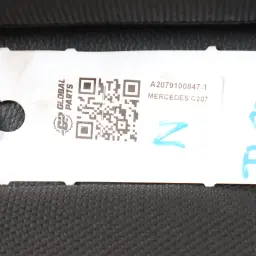 GLOBAL PARTS
A2079100847-1
MERCEDES C207
N